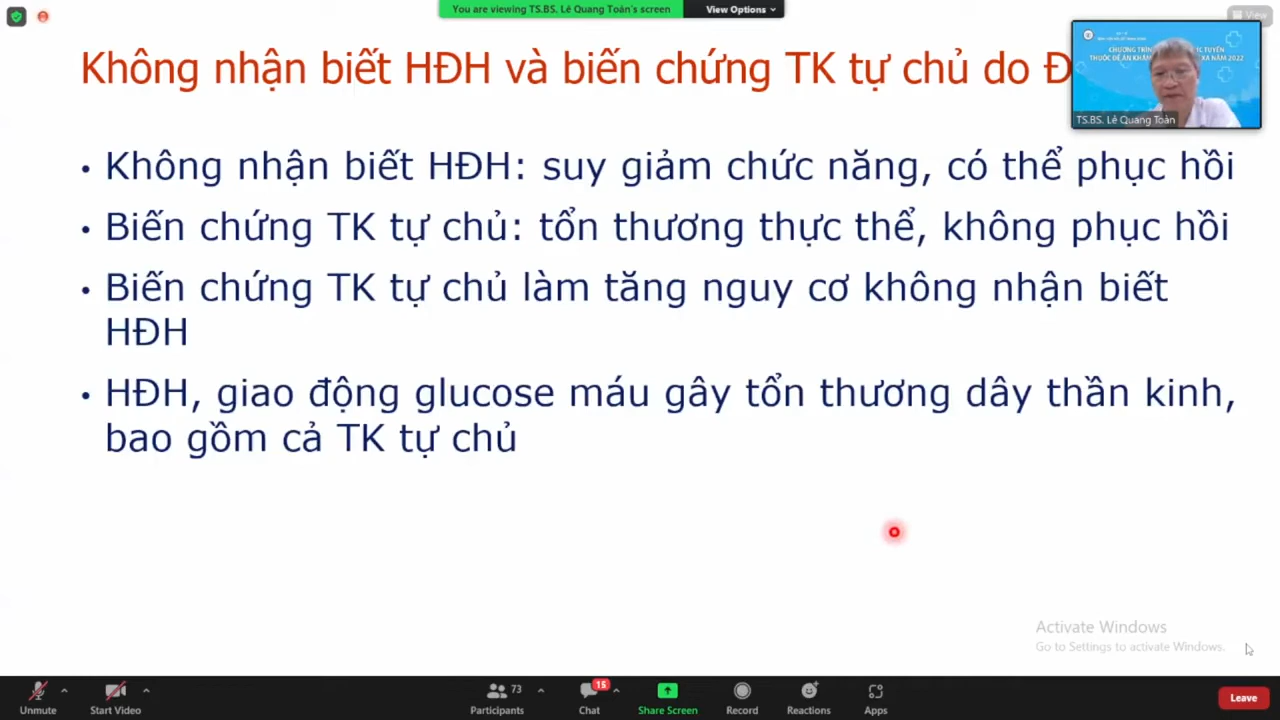 You are viewing TS.BS. Lê Quang Toàn's screen
View Options
View
Không nhận biết HĐH và biến chứng TK tự chủ do Đ
TS.BS. Lê Quang Toàn
• Không nhận biết HĐH: suy giảm chức năng, có thể phục hồi
• Biến chứng TK tự chủ: tổn thương thực thể, không phục hồi
• Biến chứng TK tự chủ làm tăng nguy cơ không nhận biết
HĐH
• HĐH, giao động glucose máu gây tổn thương dây thần kinh,
bao gồm cả TK tự chủ
Activate Windows
Go to Settings to activate Windows.
Unmute
Start Video
73
Participants
15
Chat
Share Screen
Record
Reactions
Apps
Leave